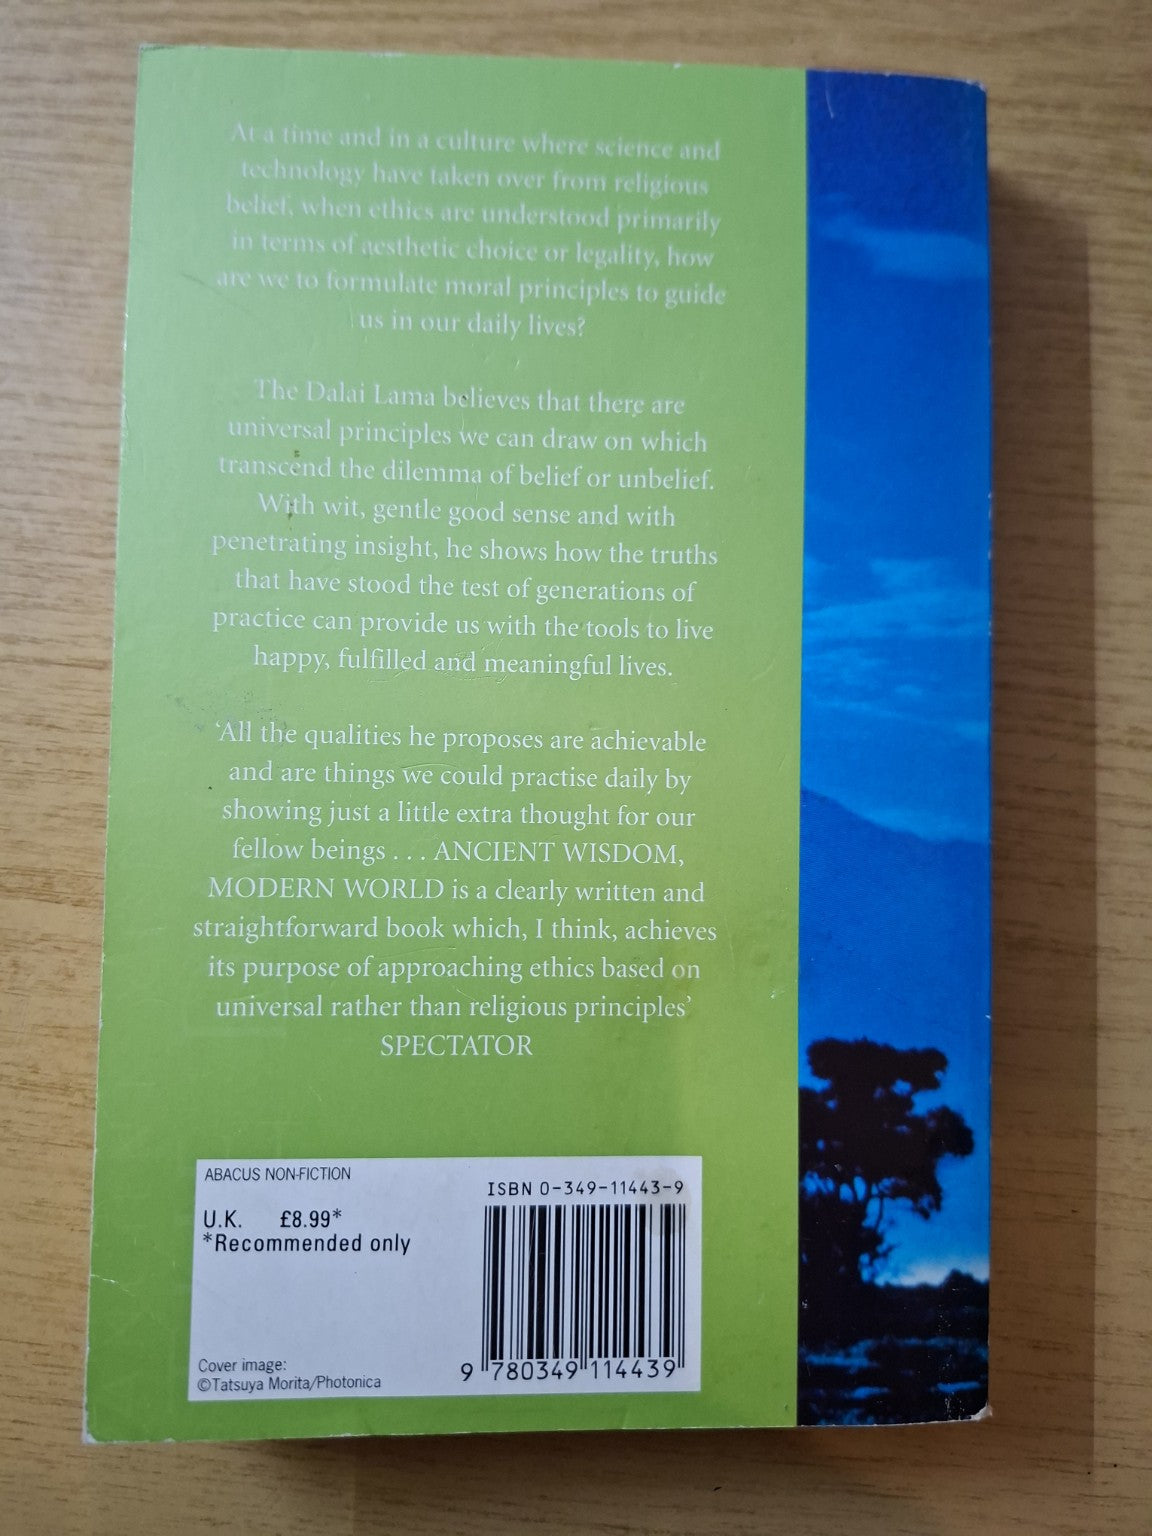 At a time and in a culture where science and
technology have taken over from religious
belief, when ethics are understood primarily
in terms of aesthetic choice or legality, how
are we to formulate moral principles to guide
us in our daily lives?
The Dalai Lama believes that there are
universal principles we can draw on which
transcend the dilemma of belief or unbelief.
With wit, gentle good sense and with
penetrating insight, he shows how the truths
that have stood the test of generations of
practice can provide us with the tools to live
happy, fulfilled and meaningful lives.
‘All the qualities he proposes are achievable
and are things we could practise daily by
showing just a little extra thought for our
fellow beings . . . ANCIENT WISDOM,
MODERN WORLD is a clearly written and
straightforward book which, I think, achieves
its purpose of approaching ethics based on
universal rather than religious principles’
SPECTATOR
ABACUS NON-FICTION
U.K. £8.99*
*Recommended only
ISBN 0-349-11443-9
9 780349 114439
Cover image:
©Tatsuya Morita/Photonica